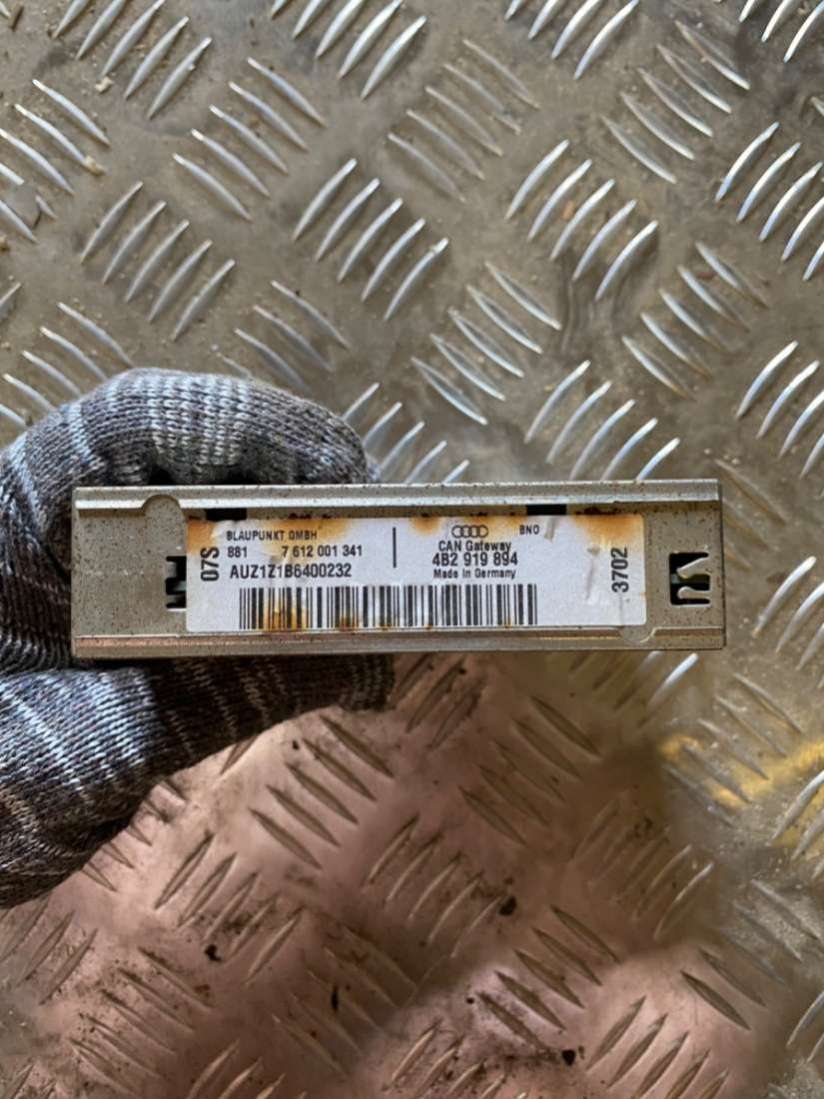 07S
BLAUPUNKT GMBH
881 7 612 001 341
AUZ1Z1B6400232
BNO
CAN Gateway
4B2 919 894
Made in Germany
3702